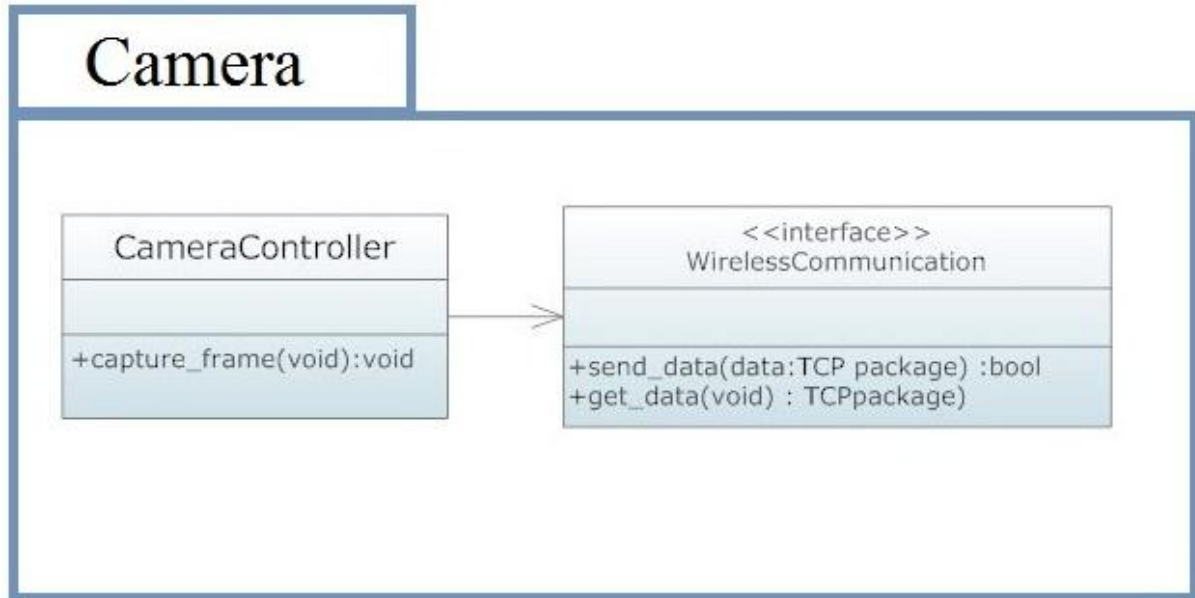 Camera
CameraController
+capture_frame(void):void
<<interface>>
WirelessCommunication
+send_data(data:TCP package) :bool
+get_data(void) : TCPpackage)